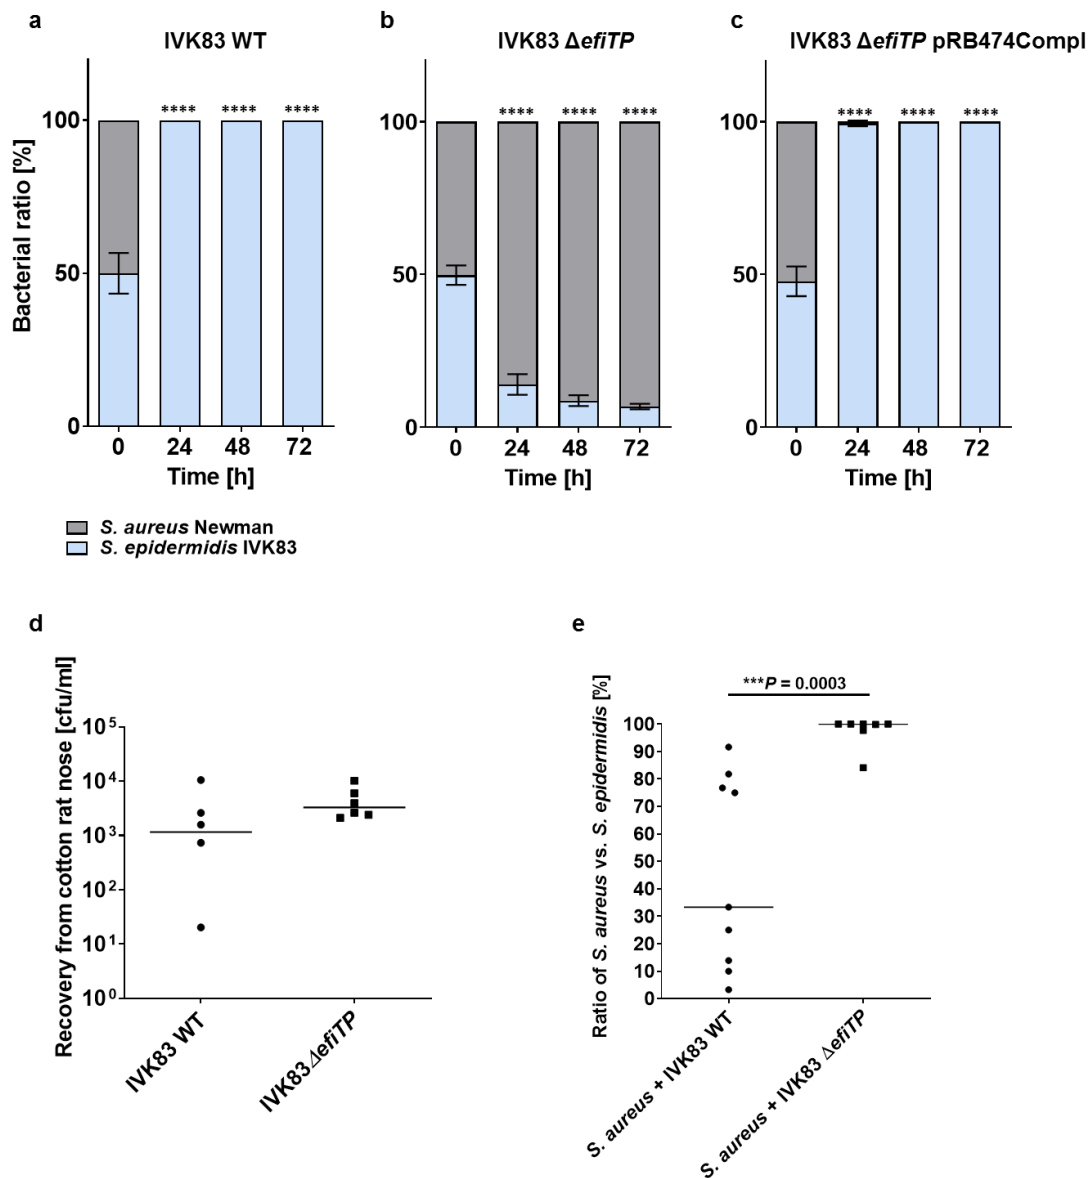 a
IVK83 WT
Bacterial ratio [%]
100
50
0
**** **** ****
0 24 48 72
Time [h]
b
IVK83 ΔefiTP
100
50
0
**** **** ****
0 24 48 72
Time [h]
c
IVK83 ΔefiTP pRB474Compl
100
50
0
**** **** ****
0 24 48 72
Time [h]
S. aureus Newman
S. epidermidis IVK83
d
Recovery from cotton rat nose [cfu/ml]
10⁵
10⁴
10³
10²
10¹
10⁰
IVK83 WT
IVK83 ΔefiTP
e
Ratio of S. aureus vs. S. epidermidis [%]
***P = 0.0003
100
90
80
70
60
50
40
30
20
10
0
S. aureus + IVK83 WT
S. aureus + IVK83 ΔefiTP